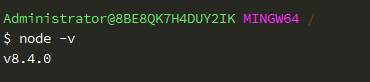 Administrator@8BE8QK7H4DUY2IK MINGW64 /
$ node -v
v8.4.0